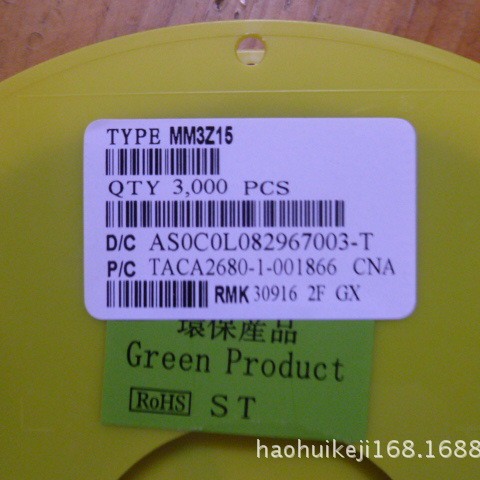 TYPE MM3Z15
QTY 3,000 PCS
D/C AS0C0L082967003-T
P/C TACA2680-1-001866 CNA
RMK 30916 2F GX
環保産品
Green Product
RoHS ST
haohuikeji168.1688